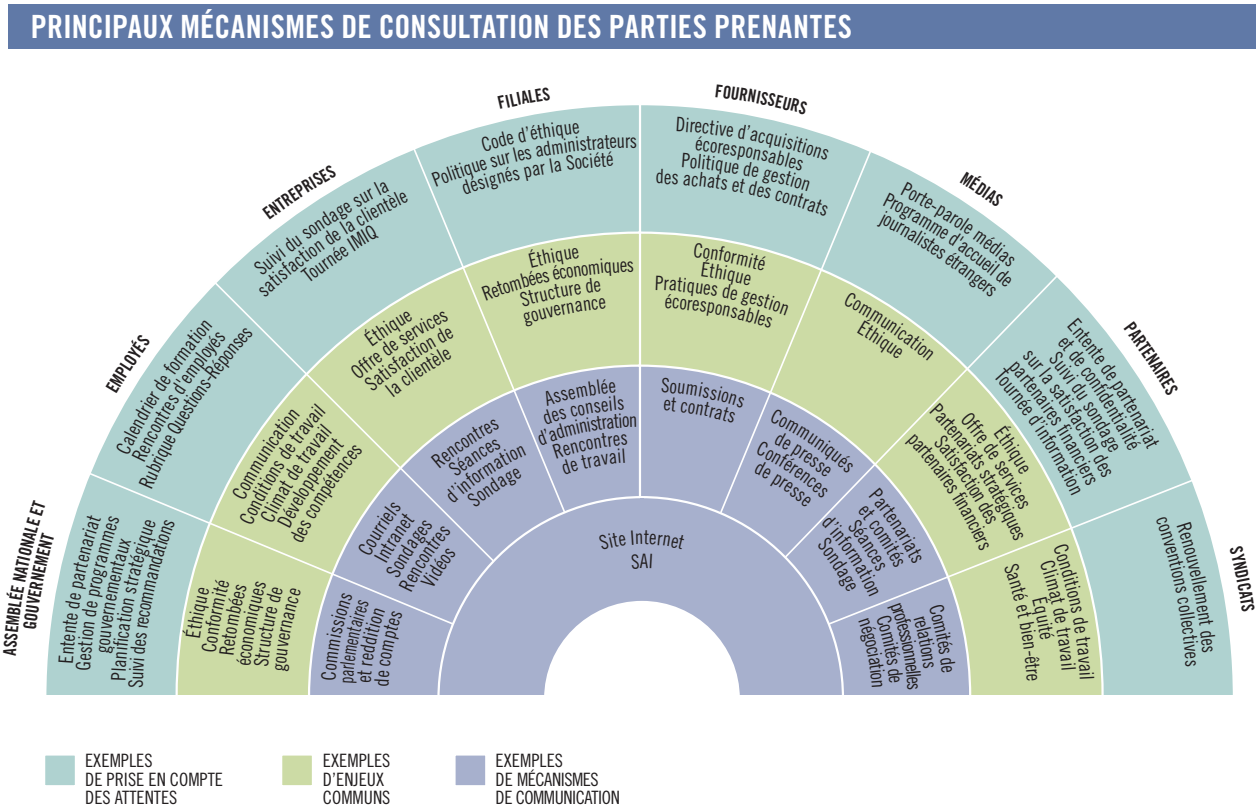 PRINCIPAUX MÉCANISMES DE CONSULTATION DES PARTIES PRENANTES
ASSEMBLÉE NATIONALE ET
GOUVERNEMENT
Entente de partenariat
Gestion de programmes
gouvernementaux
Planification stratégique
Suivi des recommandations
Éthique
Conformité
Retombées
économiques
Structure de
gouvernance
Commissions
parlementaires
et reddition
de comptes
EMPLOYÉS
Calendrier de formation
Rencontres d'employés
Rubrique Questions-Réponses
Communication
Conditions de travail
Climat de travail
Développement
des compétences
Courriels
Intranet
Sondages
Rencontres
Vidéos
ENTREPRISES
Suivi du sondage sur la
satisfaction de la clientèle
Tournée IMIQ
Éthique
Offre de services
Satisfaction de
la clientèle
Rencontres
Séances
d'information
Sondage
FILIALES
Code d'éthique
Politique sur les administrateurs
désignés par la Société
Éthique
Retombées économiques
Structure de
gouvernance
Assemblée
des conseils
d'administration
Rencontres
de travail
FOURNISSEURS
Directive d'acquisitions
écoresponsables
Politique de gestion
des achats et des contrats
Conformité
Éthique
Pratiques de gestion
écoresponsables
Soumissions
et contrats
MÉDIAS
Porte-parole médias
Programme d'accueil de
journalistes étrangers
Communication
Éthique
Communiqués
de presse
Conférences
de presse
PARTENAIRES
Entente de partenariat
et de confidentialité
Suivi du sondage
sur la satisfaction des
partenaires financiers
Tournée d'information
Éthique
Offre de services
Partenariats stratégiques
Satisfaction des
partenaires financiers
Partenariats
et comités
Séances
d'information
Sondage
SYNDICATS
Renouvellement des
conventions collectives
Conditions de travail
Climat de travail
Équité
Santé et bien-être
Comités de
relations
professionnelles
Comités de
négociation
Site Internet
SAI
EXEMPLES
DE PRISE EN COMPTE
DES ATTENTES
EXEMPLES
D'ENJEUX
COMMUNS
EXEMPLES
DE MÉCANISMES
DE COMMUNICATION